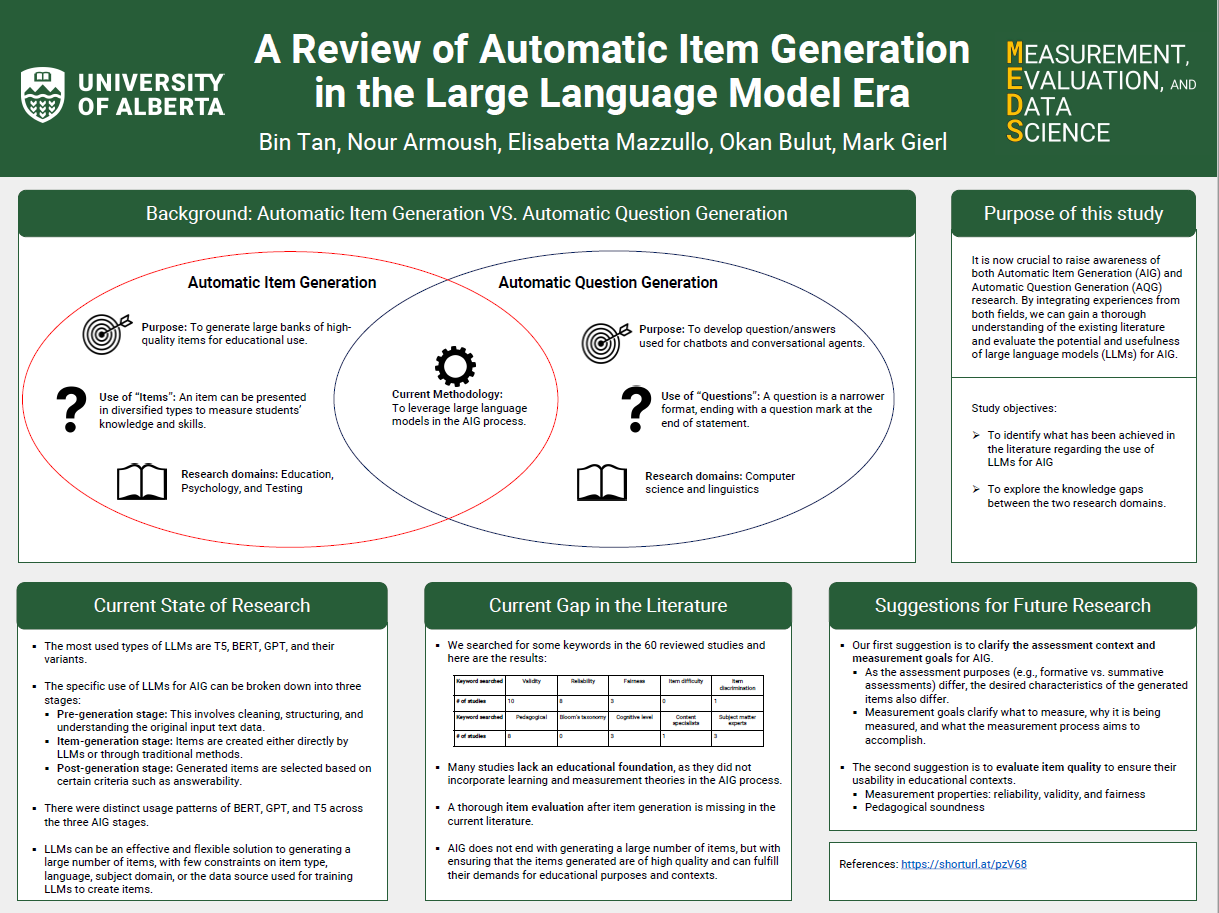 UNIVERSITY
OF ALBERTA
A Review of Automatic Item Generation
in the Large Language Model Era
Bin Tan, Nour Armoush, Elisabetta Mazzullo, Okan Bulut, Mark Gierl
MEASUREMENT,
EVALUATION, AND
DATA
SCIENCE
Background: Automatic Item Generation VS. Automatic Question Generation
Automatic Item Generation
Purpose: To generate large banks of high-
quality items for educational use.
Use of “Items”: An item can be presented
in diversified types to measure students’
knowledge and skills.
Research domains: Education,
Psychology, and Testing
Current Methodology:
To leverage large language
models in the AIG process.
Automatic Question Generation
Purpose: To develop question/answers
used for chatbots and conversational agents.
Use of “Questions”: A question is a narrower
format, ending with a question mark at the
end of statement.
Research domains: Computer
science and linguistics
Purpose of this study
It is now crucial to raise awareness of
both Automatic Item Generation (AIG) and
Automatic Question Generation (AQG)
research. By integrating experiences from
both fields, we can gain a thorough
understanding of the existing literature
and evaluate the potential and usefulness
of large language models (LLMs) for AIG.
Study objectives:
➢ To identify what has been achieved in
the literature regarding the use of
LLMs for AIG
➢ To explore the knowledge gaps
between the two research domains.
Current State of Research
▪ The most used types of LLMs are T5, BERT, GPT, and their
variants.
▪ The specific use of LLMs for AIG can be broken down into three
stages:
▪ Pre-generation stage: This involves cleaning, structuring, and
understanding the original input text data.
▪ Item-generation stage: Items are created either directly by
LLMs or through traditional methods.
▪ Post-generation stage: Generated items are selected based on
certain criteria such as answerability.
▪ There were distinct usage patterns of BERT, GPT, and T5 across
the three AIG stages.
▪ LLMs can be an effective and flexible solution to generating a
large number of items, with few constraints on item type,
language, subject domain, or the data source used for training
LLMs to create items.
Current Gap in the Literature
▪ We searched for some keywords in the 60 reviewed studies and
here are the results:
Keyword searched Validity Reliability Fairness Item difficulty Item discrimination
# of studies 10 6 3 0 1
Keyword searched Pedagogical Bloom's taxonomy Cognitive level Content specialists Subject matter experts
# of studies 8 0 3 1 3
▪ Many studies lack an educational foundation, as they did not
incorporate learning and measurement theories in the AIG process.
▪ A thorough item evaluation after item generation is missing in the
current literature.
▪ AIG does not end with generating a large number of items, but with
ensuring that the items generated are of high quality and can fulfill
their demands for educational purposes and contexts.
Suggestions for Future Research
▪ Our first suggestion is to clarify the assessment context and
measurement goals for AIG.
▪ As the assessment purposes (e.g., formative vs. summative
assessments) differ, the desired characteristics of the generated
items also differ.
▪ Measurement goals clarify what to measure, why it is being
measured, and what the measurement process aims to
accomplish.
▪ The second suggestion is to evaluate item quality to ensure their
usability in educational contexts.
▪ Measurement properties: reliability, validity, and fairness
▪ Pedagogical soundness
References: https://shorturl.at/pzV68